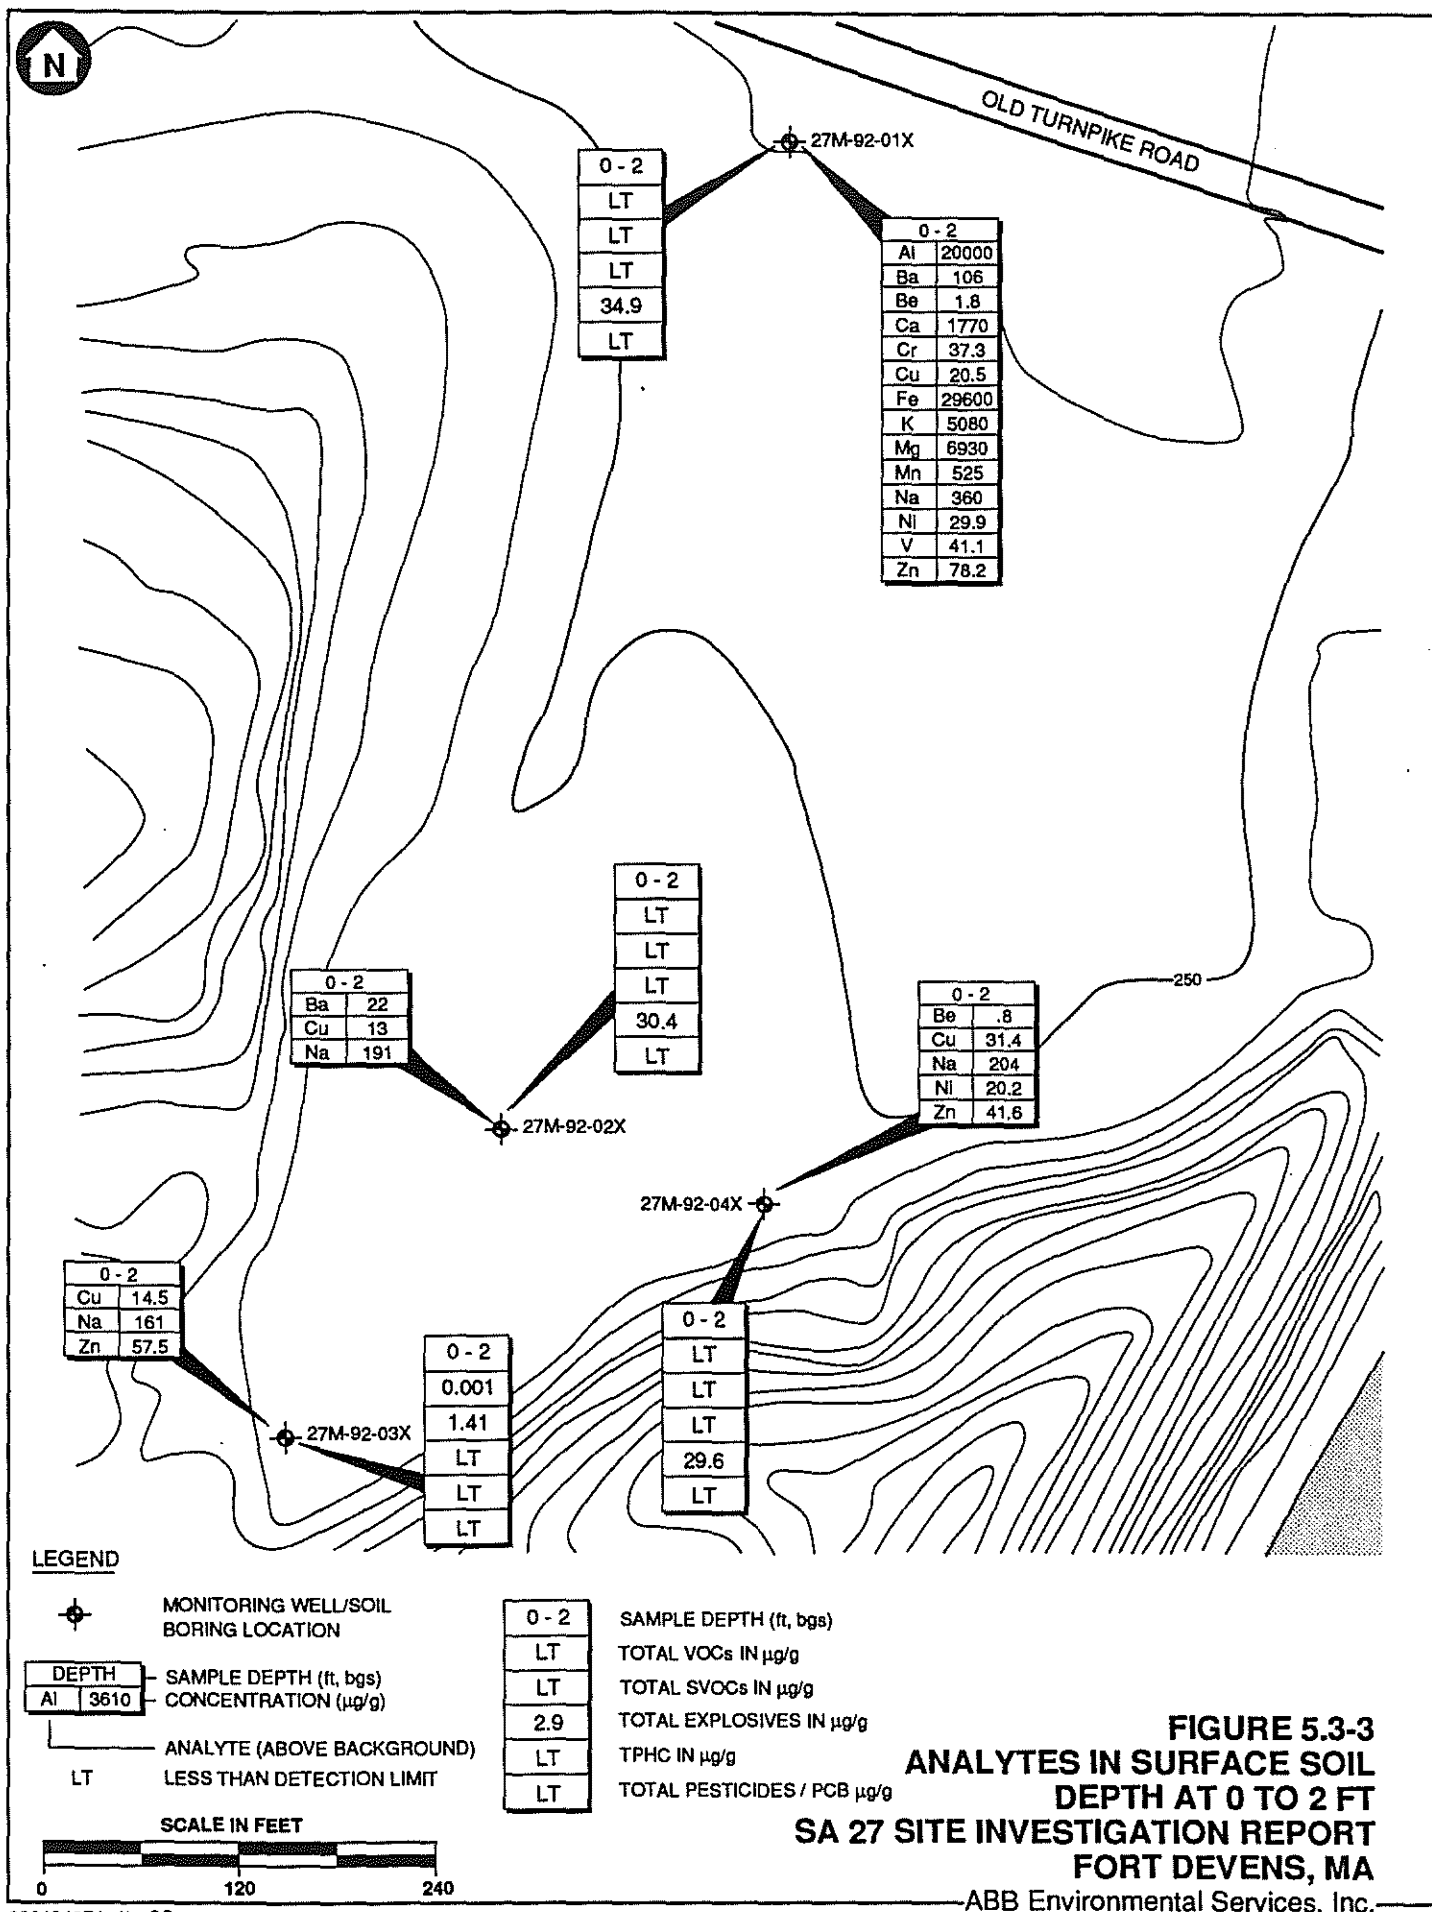 N
OLD TURNPIKE ROAD
27M-92-01X
0 - 2
LT
LT
LT
34.9
LT
0 - 2
Al 20000
Ba 106
Be 1.8
Ca 1770
Cr 37.3
Cu 20.5
Fe 29600
K 5080
Mg 6930
Mn 525
Na 360
Ni 29.9
V 41.1
Zn 78.2
0 - 2
LT
LT
LT
30.4
LT
0 - 2
Ba 22
Cu 13
Na 191
27M-92-02X
250
0 - 2
Be .8
Cu 31.4
Na 204
Ni 20.2
Zn 41.6
27M-92-04X
0 - 2
Cu 14.5
Na 161
Zn 57.5
27M-92-03X
0 - 2
0.001
1.41
LT
LT
LT
0 - 2
LT
LT
LT
29.6
LT
LEGEND
MONITORING WELL/SOIL
BORING LOCATION
DEPTH
Al 3610
SAMPLE DEPTH (ft, bgs)
CONCENTRATION (µg/g)
ANALYTE (ABOVE BACKGROUND)
LT LESS THAN DETECTION LIMIT
SCALE IN FEET
0 120 240
0 - 2 SAMPLE DEPTH (ft, bgs)
LT TOTAL VOCs IN µg/g
LT TOTAL SVOCs IN µg/g
2.9 TOTAL EXPLOSIVES IN µg/g
LT TPHC IN µg/g
LT TOTAL PESTICIDES / PCB µg/g
FIGURE 5.3-3
ANALYTES IN SURFACE SOIL
DEPTH AT 0 TO 2 FT
SA 27 SITE INVESTIGATION REPORT
FORT DEVENS, MA
ABB Environmental Services, Inc.